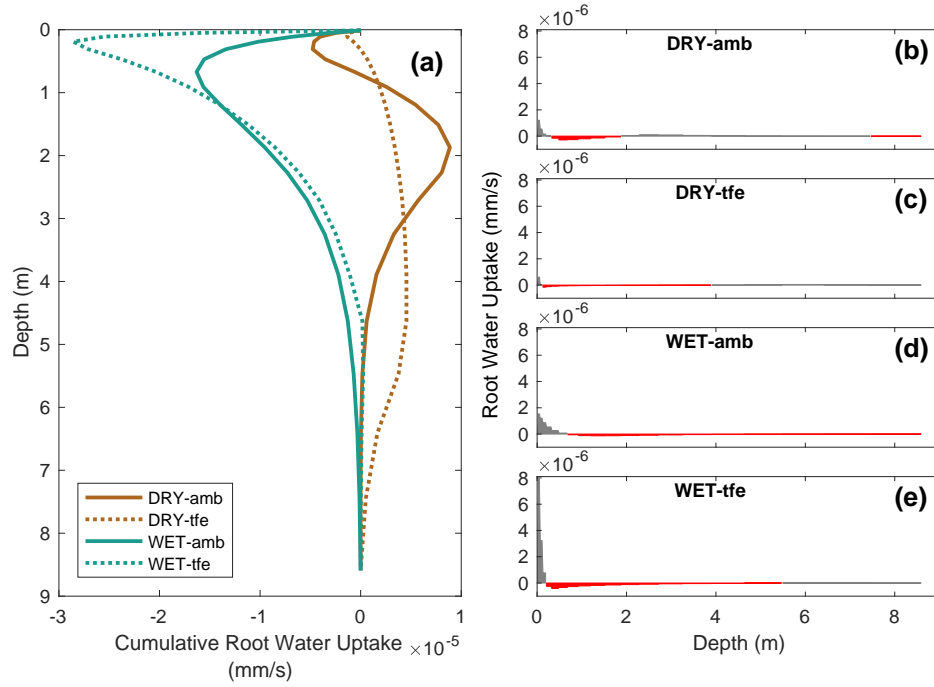 0
1
2
3
4
5
6
7
8
9
Depth (m)
(a)
DRY-amb
DRY-tfe
WET-amb
WET-tfe
-3
-2
-1
0
1
Cumulative Root Water Uptake
(mm/s)
×10⁻⁵
8 ×10⁻⁶
DRY-amb
(b)
6
4
2
0
×10⁻⁶
8
DRY-tfe
(c)
6
4
2
0
×10⁻⁶
8
WET-amb
(d)
6
4
2
0
×10⁻⁶
8
WET-tfe
(e)
6
4
2
0
Root Water Uptake (mm/s)
0 2 4 6 8
Depth (m)